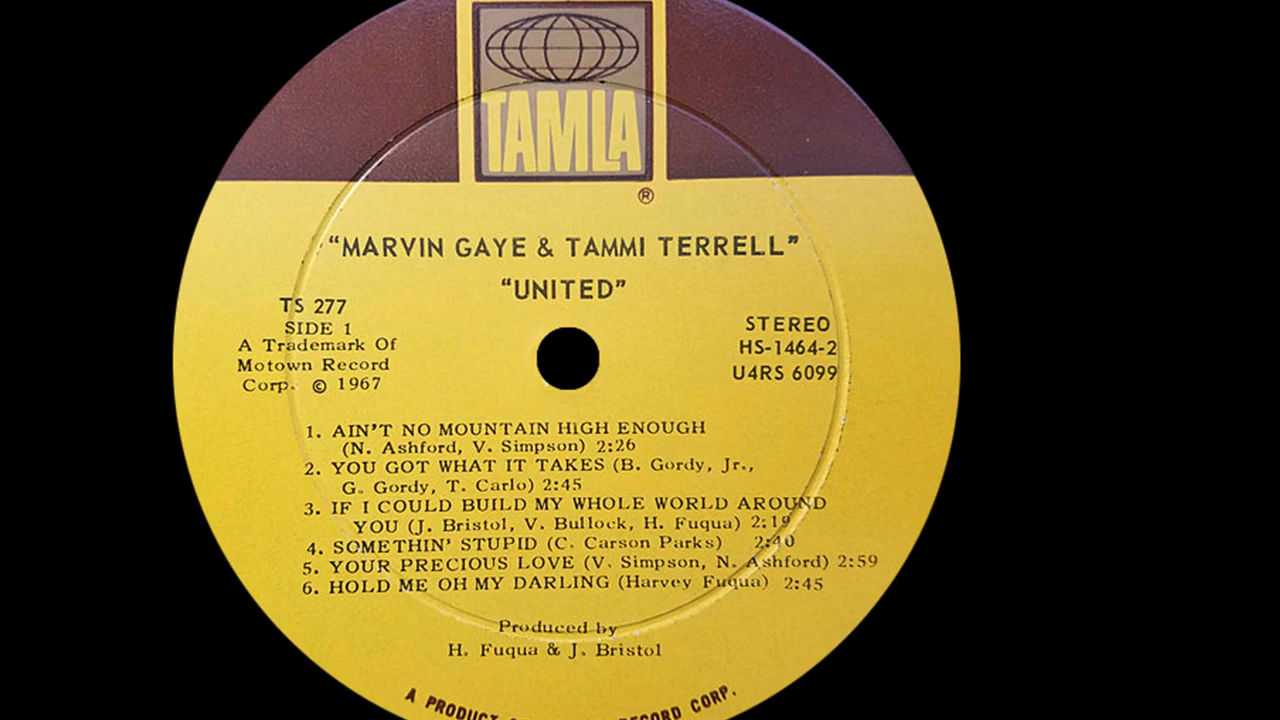 TAMLA
®
“MARVIN GAYE & TAMMI TERRELL”
“UNITED”
TS 277
SIDE 1
A Trademark Of
Motown Record
Corp. © 1967
STEREO
HS-1464-2
U4RS 6099
1. AIN'T NO MOUNTAIN HIGH ENOUGH
(N. Ashford, V. Simpson) 2:26
2. YOU GOT WHAT IT TAKES (B. Gordy, Jr.,
G. Gordy, T. Carlo) 2:45
3. IF I COULD BUILD MY WHOLE WORLD AROUND
YOU (J. Bristol, V. Bullock, H. Fuqua) 2:19
4. SOMETHIN' STUPID (C. Carson Parks) 2:40
5. YOUR PRECIOUS LOVE (V. Simpson, N. Ashford) 2:59
6. HOLD ME OH MY DARLING (Harvey Fuqua) 2:45
Produced by
H. Fuqua & J. Bristol
A PRODUCT RECORD CORP.